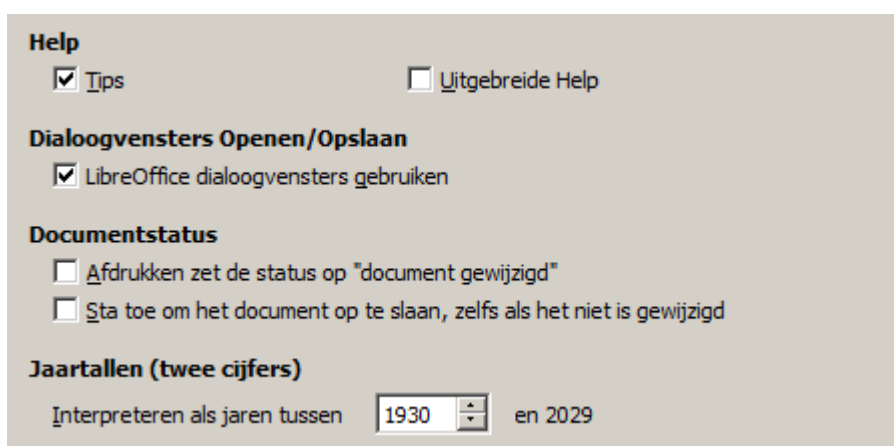 Help
Tips Uitgebreide Help
Dialoogvensters Openen/Opslaan
LibreOffice dialoogvensters gebruiken
Documentstatus
Afdrukken zet de status op "document gewijzigd"
Sta toe om het document op te slaan, zelfs als het niet is gewijzigd
Jaartallen (twee cijfers)
Interpreteren als jaren tussen 1930 en 2029